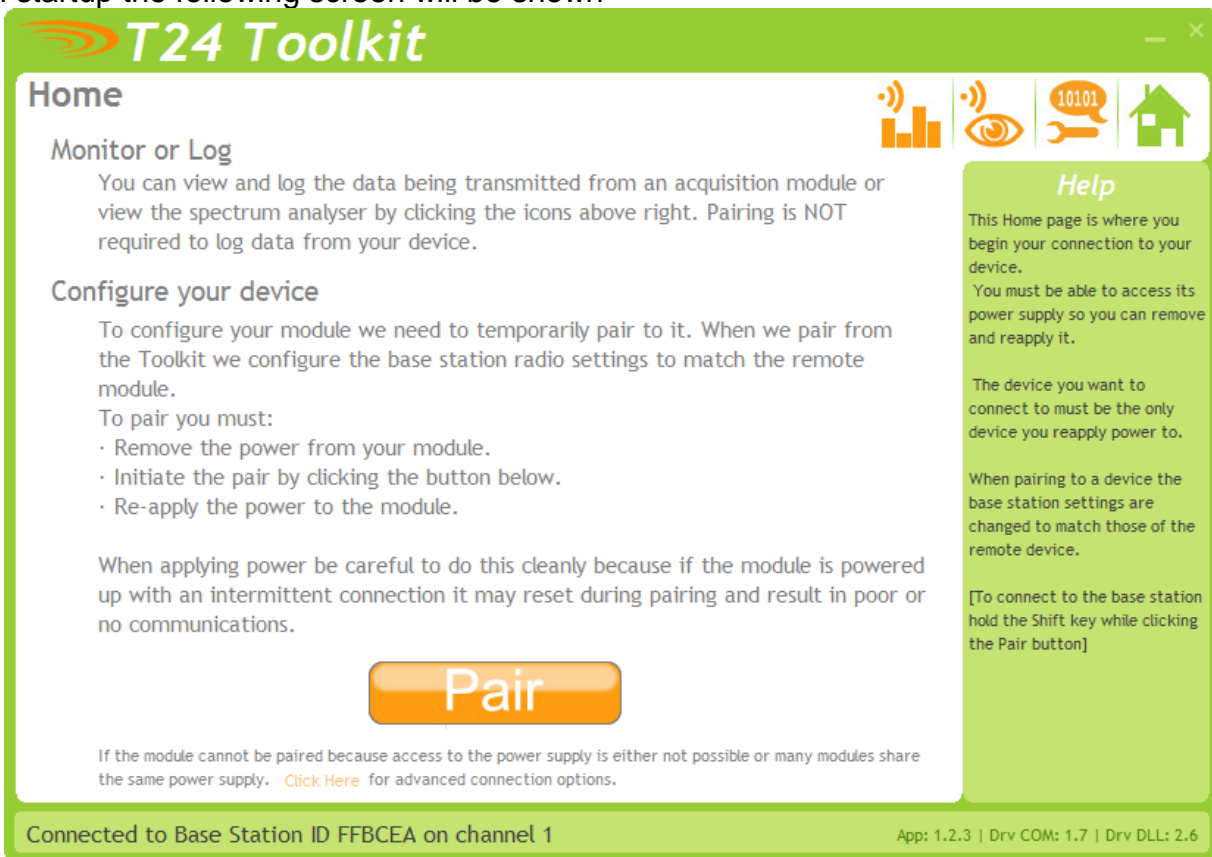 startup the following screen will be shown
T24 Toolkit
Home
10101
Monitor or Log
You can view and log the data being transmitted from an acquisition module or
view the spectrum analyser by clicking the icons above right. Pairing is NOT
required to log data from your device.
Configure your device
To configure your module we need to temporarily pair to it. When we pair from
the Toolkit we configure the base station radio settings to match the remote
module.
To pair you must:
· Remove the power from your module.
· Initiate the pair by clicking the button below.
· Re-apply the power to the module.
When applying power be careful to do this cleanly because if the module is powered
up with an intermittent connection it may reset during pairing and result in poor or
no communications.
Pair
If the module cannot be paired because access to the power supply is either not possible or many modules share
the same power supply. Click Here for advanced connection options.
Help
This Home page is where you
begin your connection to your
device.
You must be able to access its
power supply so you can remove
and reapply it.
The device you want to
connect to must be the only
device you reapply power to.
When pairing to a device the
base station settings are
changed to match those of the
remote device.
[To connect to the base station
hold the Shift key while clicking
the Pair button]
Connected to Base Station ID FFBCEA on channel 1
App: 1.2.3 | Drv COM: 1.7 | Drv DLL: 2.6